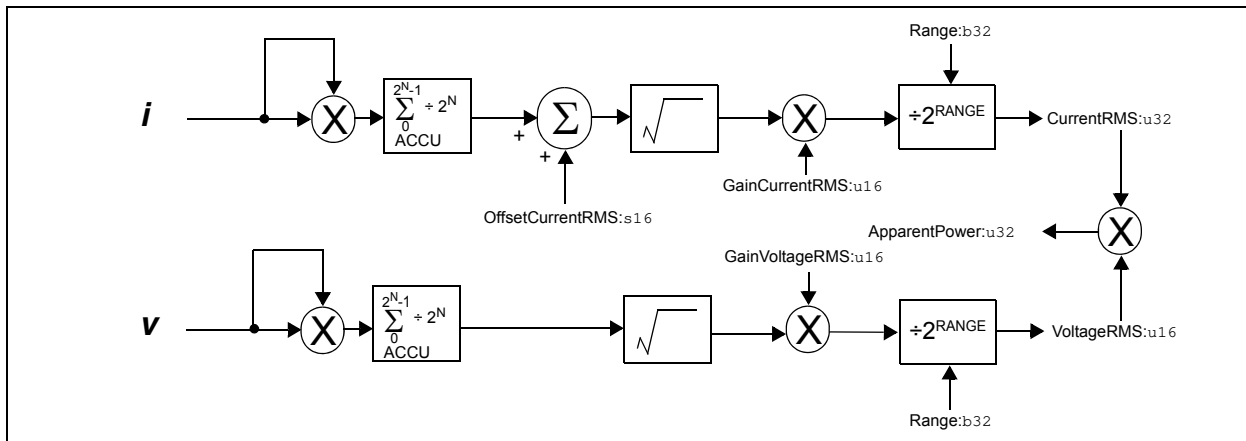 Range:b32
i
X
2^N-1
∑ ÷ 2^N
0
ACCU
+
+
Σ
√
X
÷2^RANGE
CurrentRMS:u32
GainCurrentRMS:u16
OffsetCurrentRMS:s16
ApparentPower:u32
X
GainVoltageRMS:u16
v
X
2^N-1
∑ ÷ 2^N
0
ACCU
√
X
÷2^RANGE
VoltageRMS:u16
Range:b32